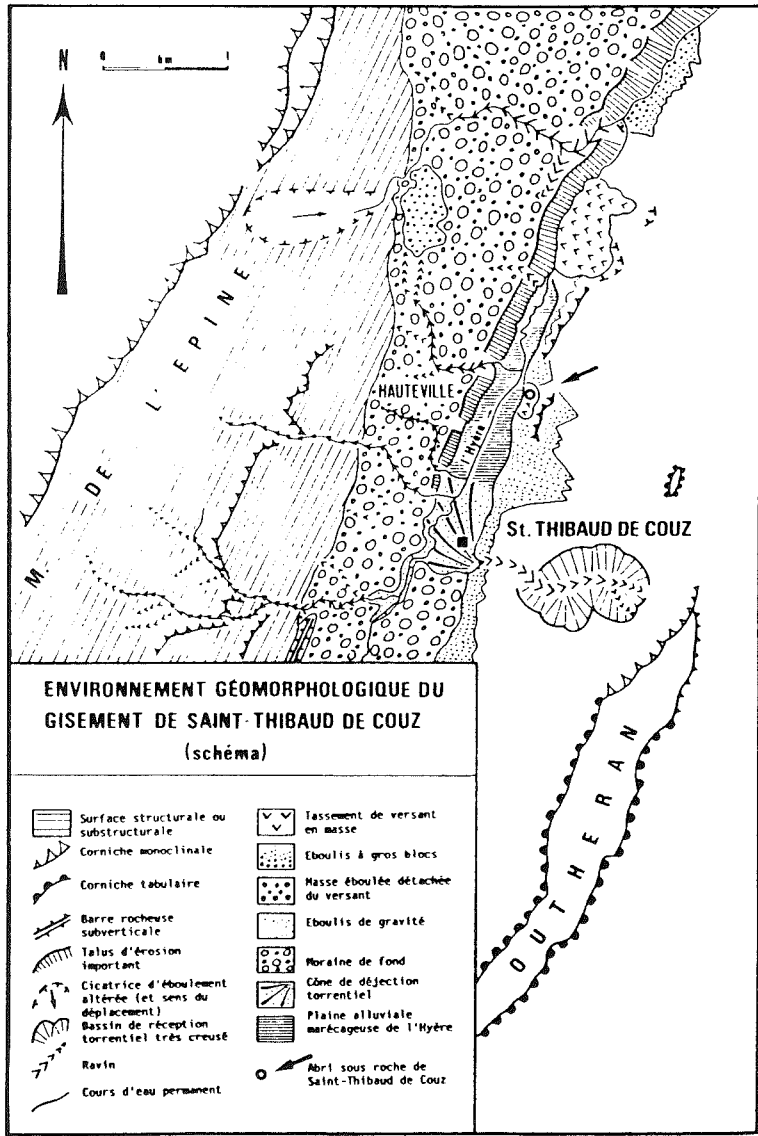 N
0 km 1
M. DE L'EPINE
HAUTEVILLE
l'Hyère
St. THIBAUD DE COUZ
OUTHERAN
ENVIRONNEMENT GÉOMORPHOLOGIQUE DU
GISEMENT DE SAINT-THIBAUD DE COUZ
(schéma)
Surface structurale ou
substructurale
Corniche monoclinale
Corniche tabulaire
Barre rocheuse
subverticale
Talus d'érosion
important
Cicatrice d'éboulement
altérée (et sens du
déplacement)
Bassin de réception
torrentiel très creusé
Ravin
Cours d'eau permanent
Tassement de versant
en masse
Eboulis à gros blocs
Masse éboulée détachée
du versant
Eboulis de gravité
Moraine de fond
Cône de déjection
torrentiel
Plaine alluviale
marécageuse de l'Hyère
Abri sous roche de
Saint-Thibaud de Couz